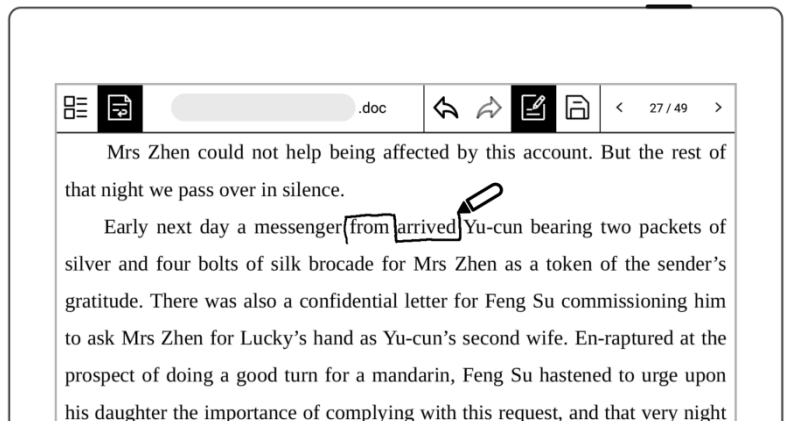 .doc
27 / 49
Mrs Zhen could not help being affected by this account. But the rest of
that night we pass over in silence.
Early next day a messenger from arrived Yu-cun bearing two packets of
silver and four bolts of silk brocade for Mrs Zhen as a token of the sender’s
gratitude. There was also a confidential letter for Feng Su commissioning him
to ask Mrs Zhen for Lucky’s hand as Yu-cun’s second wife. En-raptured at the
prospect of doing a good turn for a mandarin, Feng Su hastened to urge upon
his daughter the importance of complying with this request, and that very night